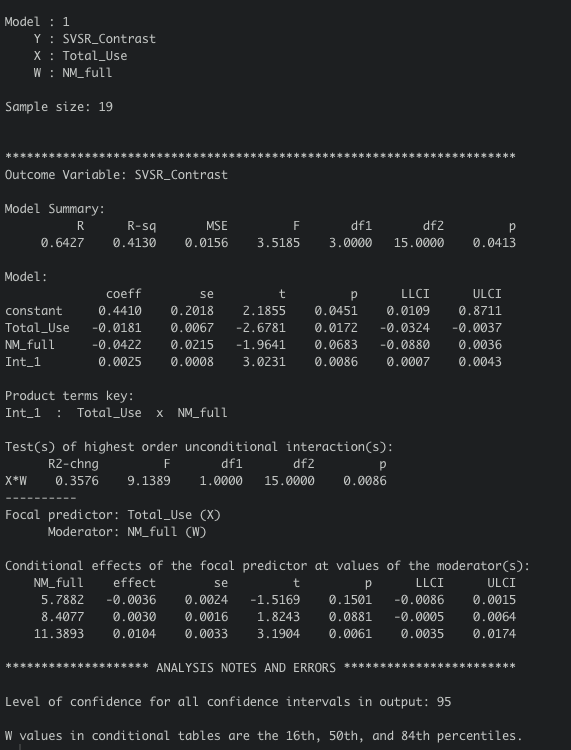 Model : 1
Y : SVSR_Contrast
X : Total_Use
W : NM_full
Sample size: 19
***********************************************************************
Outcome Variable: SVSR_Contrast
Model Summary:
R R-sq MSE F df1 df2 p
0.6427 0.4130 0.0156 3.5185 3.0000 15.0000 0.0413
Model:
coeff se t p LLCI ULCI
constant 0.4410 0.2018 2.1855 0.0451 0.0109 0.8711
Total_Use -0.0181 0.0067 -2.6781 0.0172 -0.0324 -0.0037
NM_full -0.0422 0.0215 -1.9641 0.0683 -0.0880 0.0036
Int_1 0.0025 0.0008 3.0231 0.0086 0.0007 0.0043
Product terms key:
Int_1 : Total_Use x NM_full
Test(s) of highest order unconditional interaction(s):
R2-chng F df1 df2 p
X*W 0.3576 9.1389 1.0000 15.0000 0.0086
----------
Focal predictor: Total_Use (X)
Moderator: NM_full (W)
Conditional effects of the focal predictor at values of the moderator(s):
NM_full effect se t p LLCI ULCI
5.7882 -0.0036 0.0024 -1.5169 0.1501 -0.0086 0.0015
8.4077 0.0030 0.0016 1.8243 0.0881 -0.0005 0.0064
11.3893 0.0104 0.0033 3.1904 0.0061 0.0035 0.0174
******************** ANALYSIS NOTES AND ERRORS ************************
Level of confidence for all confidence intervals in output: 95
W values in conditional tables are the 16th, 50th, and 84th percentiles.